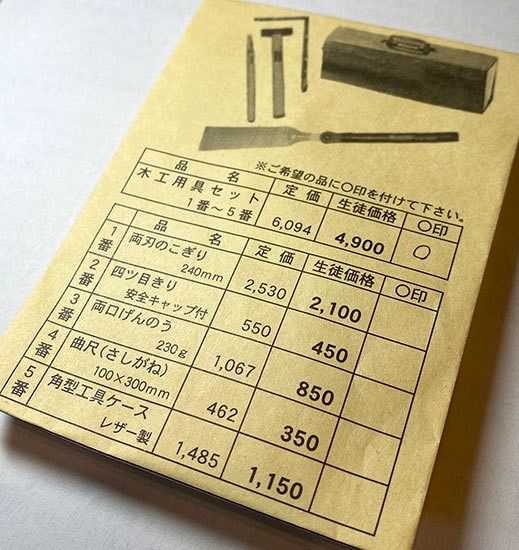 ※ご希望の品に〇印を付けて下さい。
品名 定価 生徒価格 〇印
木工用具セット
1番～5番 6,094 4,900 〇
品名 定価 生徒価格 〇印
1番 両刃のこぎり
240mm 2,530 2,100
2番 四ツ目きり
安全キャップ付 550 450
3番 両口げんのう
230g 1,067 850
4番 曲尺(さしがね)
100×300mm 462 350
5番 角型工具ケース
レザー製 1,485 1,150